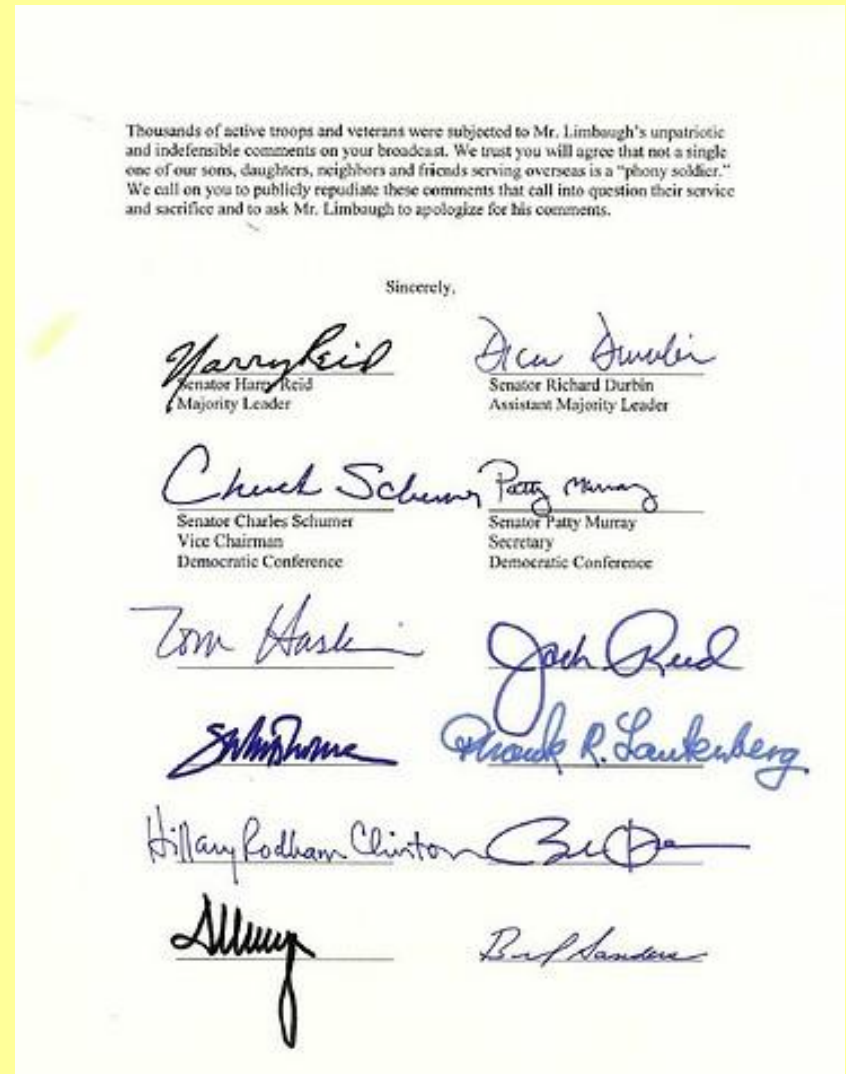 Thousands of active troops and veterans were subjected to Mr. Limbaugh's unpatriotic
and indefensible comments on your broadcast. We trust you will agree that not a single
one of our sons, daughters, neighbors and friends serving overseas is a "phony soldier."
We call on you to publicly repudiate these comments that call into question their service
and sacrifice and to ask Mr. Limbaugh to apologize for his comments.
Sincerely,
Harry Reid
Senator Harry Reid
Majority Leader
Dick Durbin
Senator Richard Durbin
Assistant Majority Leader
Chuck Schumer
Senator Charles Schumer
Vice Chairman
Democratic Conference
Patty Murray
Senator Patty Murray
Secretary
Democratic Conference
Tom Harkin
Jack Reed
Frank R. Lautenberg
Hillary Rodham Clinton
Sanders